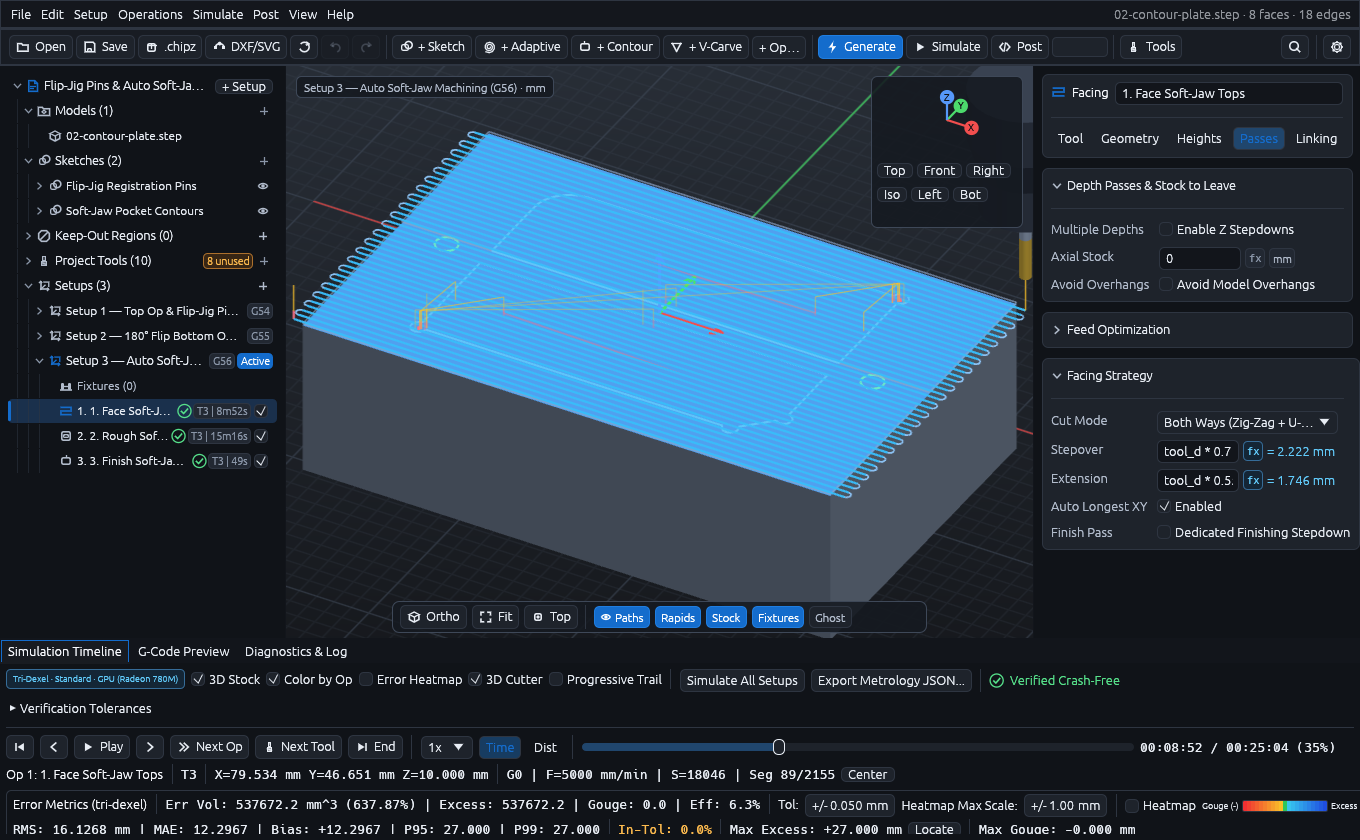 File Edit Setup Operations Simulate Post View Help
02-contour-plate.step · 8 faces · 18 edges
Open Save .chipz DXF/SVG + Sketch + Adaptive + Contour + V-Carve + Op... Generate Simulate Post Tools
Flip-Jig Pins & Auto Soft-Ja... + Setup
Models (1) +
02-contour-plate.step
Sketches (2) +
Flip-Jig Registration Pins
Soft-Jaw Pocket Contours
Keep-Out Regions (0) +
Project Tools (10) 8 unused +
Setups (3) +
Setup 1 — Top Op & Flip-Jig Pi... G54
Setup 2 — 180° Flip Bottom O... G55
Setup 3 — Auto Soft-J... G56 Active
Fixtures (0)
1. 1. Face Soft-J... T3 | 8m52s
2. 2. Rough Sof... T3 | 15m16s
3. 3. Finish Soft-Ja... T3 | 49s
Setup 3 — Auto Soft-Jaw Machining (G56) · mm
Z Y X
Top Front Right
Iso Left Bot
Ortho Fit Top Paths Rapids Stock Fixtures Ghost
Facing 1. Face Soft-Jaw Tops
Tool Geometry Heights Passes Linking
Depth Passes & Stock to Leave
Multiple Depths Enable Z Stepdowns
Axial Stock 0 fx mm
Avoid Overhangs Avoid Model Overhangs
Feed Optimization
Facing Strategy
Cut Mode Both Ways (Zig-Zag + U-...
Stepover tool_d * 0.7 fx = 2.222 mm
Extension tool_d * 0.5. fx = 1.746 mm
Auto Longest XY Enabled
Finish Pass Dedicated Finishing Stepdown
Simulation Timeline G-Code Preview Diagnostics & Log
Tri-Dexel · Standard · GPU (Radeon 780M) 3D Stock Color by Op Error Heatmap 3D Cutter Progressive Trail Simulate All Setups Export Metrology JSON... Verified Crash-Free
Verification Tolerances
Play Next Op Next Tool End 1x Time Dist 00:08:52 / 00:25:04 (35%)
Op 1: 1. Face Soft-Jaw Tops T3 X=79.534 mm Y=46.651 mm Z=10.000 mm G0 | F=5000 mm/min | S=18046 | Seg 89/2155 Center
Error Metrics (tri-dexel) Err Vol: 537672.2 mm^3 (637.87%) | Excess: 537672.2 | Gouge: 0.0 | Eff: 6.3% Tol: +/-0.050 mm Heatmap Max Scale: +/-1.00 mm Heatmap Gouge (-) Excess
RMS: 16.1268 mm | MAE: 12.2967 | Bias: +12.2967 | P95: 27.000 | P99: 27.000 In-Tol: 0.0% Max Excess: +27.000 mm Locate Max Gouge: -0.000 mm